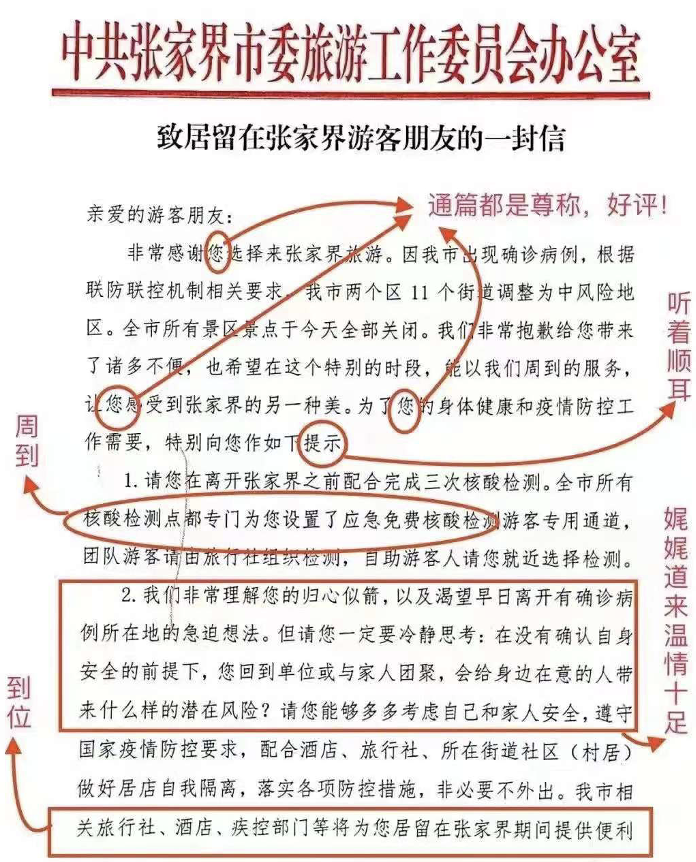 中共张家界市委旅游工作委员会办公室
致居留在张家界游客朋友的一封信
亲爱的游客朋友：
通篇都是尊称，好评!
非常感谢您选择来张家界旅游。因我市出现确诊病例，根据
联防联控机制相关要求，我市两个区 11 个街道调整为中风险地
区。全市所有景区景点于今天全部关闭。我们非常抱歉给您带来
了诸多不便，也希望在这个特别的时段，能以我们周到的服务，
让您感受到张家界的另一种美。为了您的身体健康和疫情防控工
作需要，特别向您作如下提示
听着顺耳
周到
1.请您在离开张家界之前配合完成三次核酸检测。全市所有
核酸检测点都专门为您设置了应急免费核酸检测游客专用通道，
团队游客请由旅行社组织检测，自助游客人请您就近选择检测。
2.我们非常理解您的归心似箭，以及渴望早日离开有确诊病
例所在地的急迫想法。但请您一定要冷静思考：在没有确认自身
安全的前提下，您回到单位或与家人团聚，会给身边在意的人带
来什么样的潜在风险？请您能够多多考虑自己和家人安全，遵守
娓娓道来温情十足
到位
国家疫情防控要求，配合酒店、旅行社、所在街道社区（村居）
做好居店自我隔离，落实各项防控措施，非必要不外出。我市相
关旅行社、酒店、疾控部门等将为您居留在张家界期间提供便利